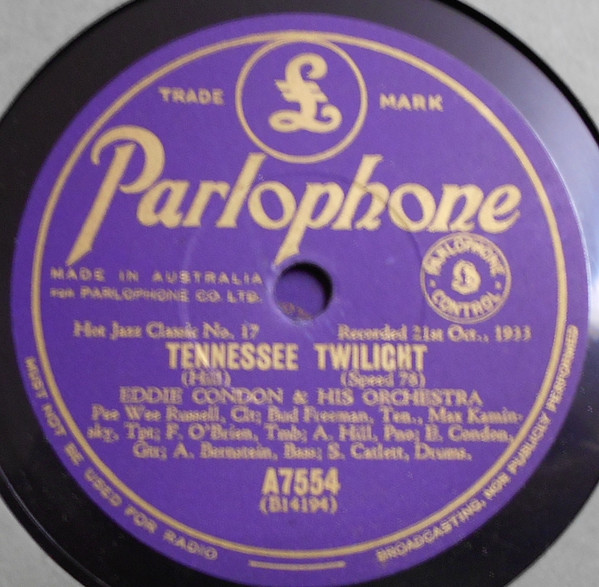 TRADE MARK
£
Parlophone
MADE IN AUSTRALIA
FOR PARLOPHONE CO. LTD.
PARLOPHONE
£
CONTROL
Hot Jazz Classic No. 17 Recorded 21st Oct., 1933
TENNESSEE TWILIGHT
(Hill) (Speed 78)
EDDIE CONDON & HIS ORCHESTRA
Pee Wee Russell, Clt; Bud Freeman, Ten., Max Kamin-
sky, Tpt; F. O'Brien, Tmb; A. Hill, Pno; E. Condon,
Gtr; A. Bernstein, Bass; S. Catlett, Drums.
A7554
(B14194)
MUST NOT BE USED FOR RADIO BROADCASTING, NOR PUBLICLY PERFORMED